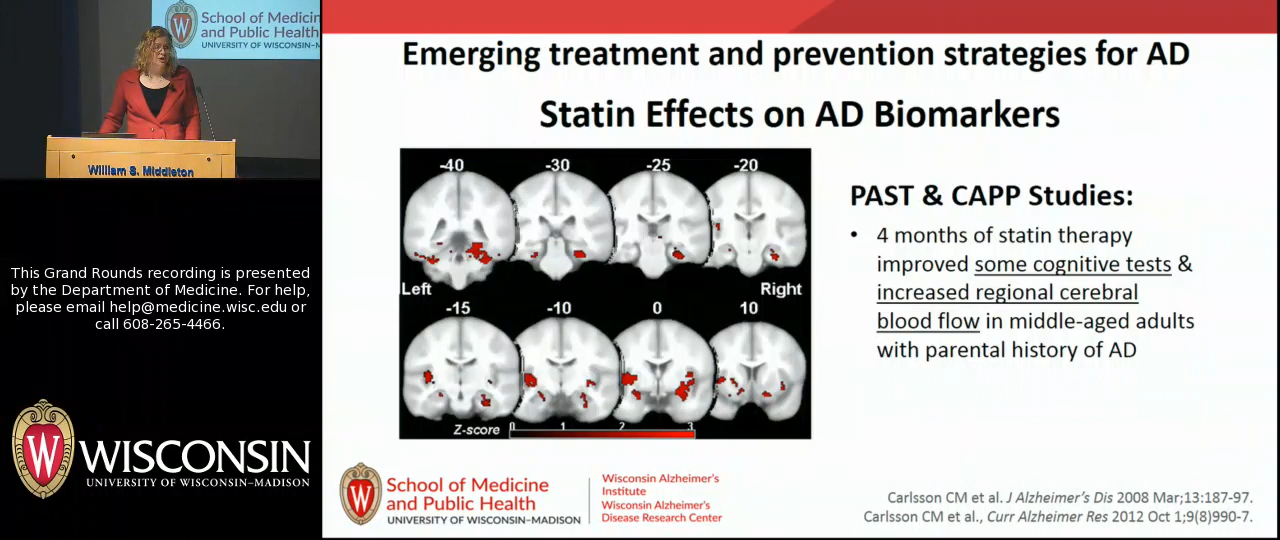 School of Medicin
and Public Health
UNIVERSITY OF WISCONSIN–M
William S. Middleton
This Grand Rounds recording is presented
by the Department of Medicine. For help,
please email help@medicine.wisc.edu or
call 608-265-4466.
W
WISCONSIN
UNIVERSITY OF WISCONSIN–MADISON
Emerging treatment and prevention strategies for AD
Statin Effects on AD Biomarkers
-40 -30 -25 -20
Left Right
-15 -10 0 10
Z-score 0 1 2 3
PAST & CAPP Studies:
• 4 months of statin therapy
improved some cognitive tests &
increased regional cerebral
blood flow in middle-aged adults
with parental history of AD
W
School of Medicine
and Public Health
UNIVERSITY OF WISCONSIN–MADISON
Wisconsin Alzheimer's
Institute
Wisconsin Alzheimer's
Disease Research Center
Carlsson CM et al. J Alzheimer's Dis 2008 Mar;13:187-97.
Carlsson CM et al., Curr Alzheimer Res 2012 Oct 1;9(8)990-7.